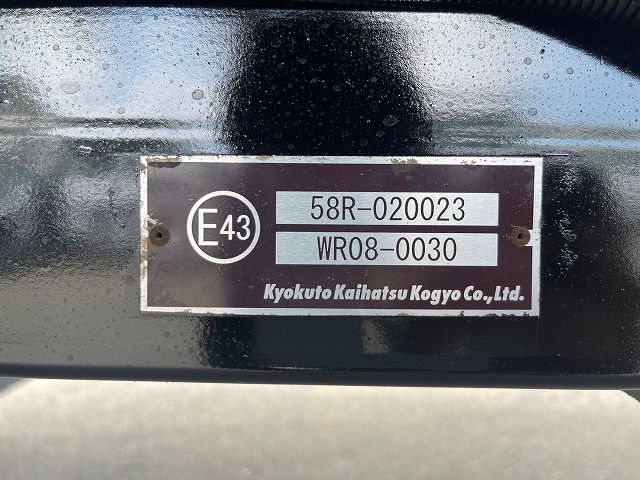 E43
58R-020023
WR08-0030
Kyokuto Kaihatsu Kogyo Co.,Ltd.